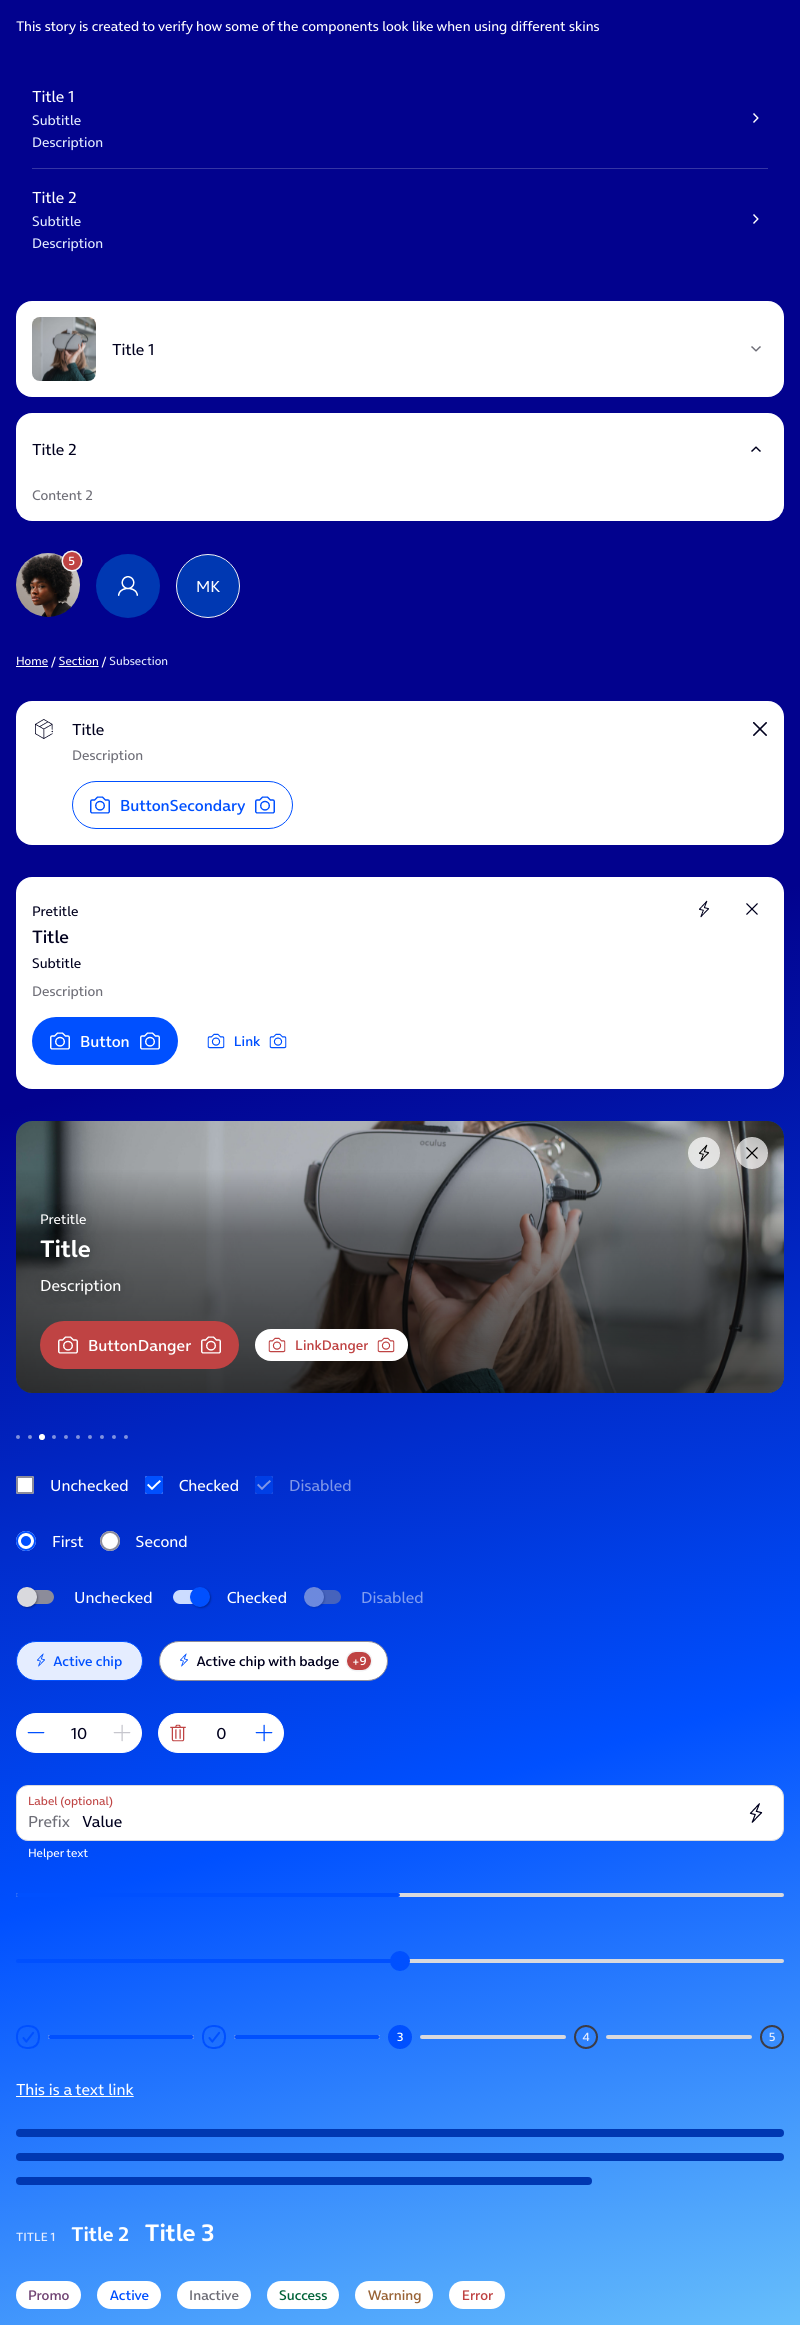 This story is created to verify how some of the components look like when using different skins
Title 1
Subtitle
Description
Title 2
Subtitle
Description
Title 1
Title 2
Content 2
5
MK
Home / Section / Subsection
Title
Description
ButtonSecondary
Pretitle
Title
Subtitle
Description
Button Link
oculus
Pretitle
Title
Description
ButtonDanger LinkDanger
Unchecked Checked Disabled
First Second
Unchecked Checked Disabled
Active chip Active chip with badge +9
10 0
Label (optional)
Prefix Value
Helper text
3 4 5
This is a text link
TITLE 1 Title 2 Title 3
Promo Active Inactive Success Warning Error